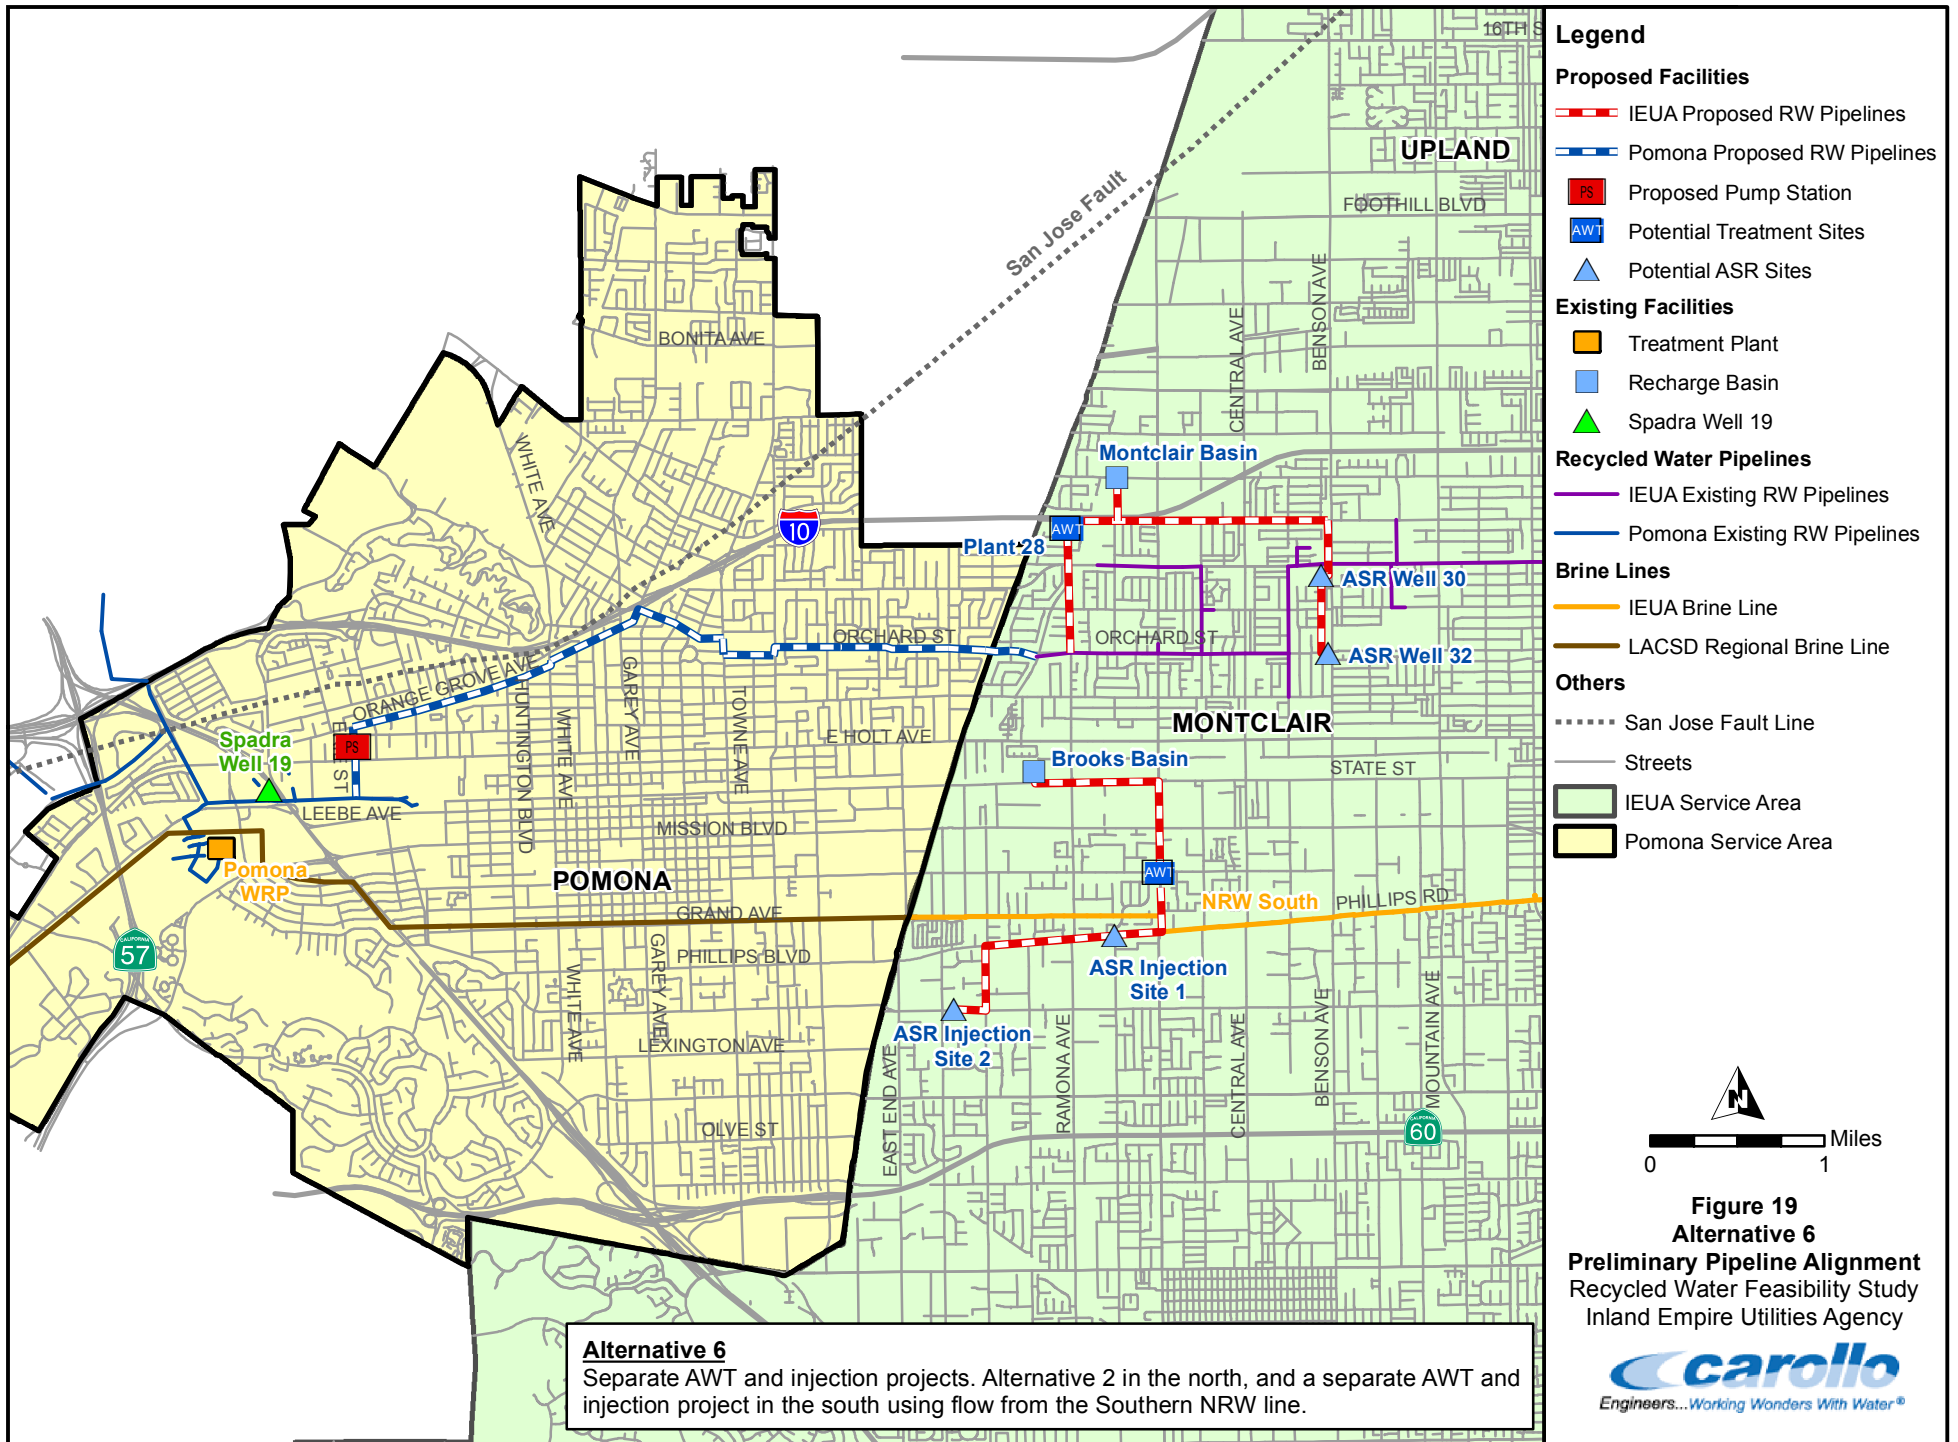 16TH S
UPLAND
FOOTHILL BLVD
San Jose Fault
BENSON AVE
CENTRAL AVE
BONITA AVE
WHITE AVE
Montclair Basin
10
AWT
Plant 28
ASR Well 30
ORCHARD ST
ORCHARD ST
ASR Well 32
ORANGE GROVE AVE
HUNTINGTON BLVD
WHITE AVE
GAREY AVE
TOWNE AVE
MONTCLAIR
E HOLT AVE
Spadra
Well 19
PS
ST
Brooks Basin
STATE ST
LEEBE AVE
MISSION BLVD
Pomona
WRP
POMONA
AWT
NRW South
PHILLIPS RD
GRAND AVE
CALIFORNIA
57
PHILLIPS BLVD
GAREY AVE
WHITE AVE
ASR Injection
Site 1
ASR Injection
Site 2
LEXINGTON AVE
EAST END AVE
RAMONA AVE
CENTRAL AVE
BENSON AVE
MOUNTAIN AVE
OLVE ST
CALIFORNIA
60
Alternative 6
Separate AWT and injection projects. Alternative 2 in the north, and a separate AWT and
injection project in the south using flow from the Southern NRW line.
Legend
Proposed Facilities
IEUA Proposed RW Pipelines
Pomona Proposed RW Pipelines
PS Proposed Pump Station
AWT Potential Treatment Sites
Potential ASR Sites
Existing Facilities
Treatment Plant
Recharge Basin
Spadra Well 19
Recycled Water Pipelines
IEUA Existing RW Pipelines
Pomona Existing RW Pipelines
Brine Lines
IEUA Brine Line
LACSD Regional Brine Line
Others
San Jose Fault Line
Streets
IEUA Service Area
Pomona Service Area
N
Miles
0 1
Figure 19
Alternative 6
Preliminary Pipeline Alignment
Recycled Water Feasibility Study
Inland Empire Utilities Agency
carollo
Engineers...Working Wonders With Water®